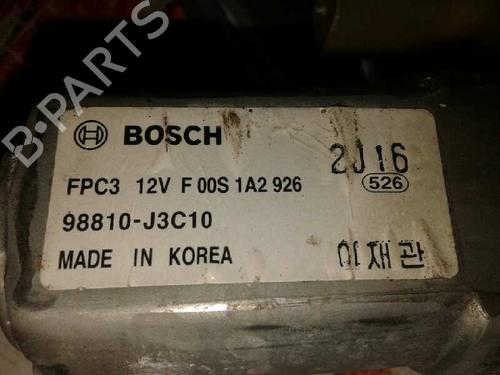 B-PARTS
BOSCH
2J16
FPC3 12V F 00S 1A2 926
526
98810-J3C10
MADE IN KOREA
이재관